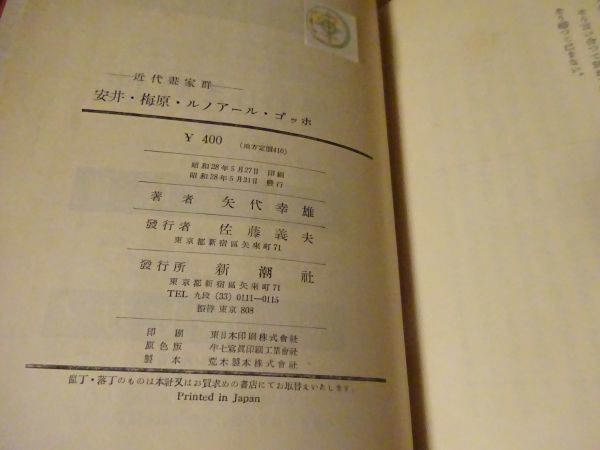 ——近代畫家群——
安井・梅原・ルノアール・ゴッホ
¥ 400 (地方定價410)
昭和28年5月27日 印刷
昭和28年5月31日 發行
著者 矢代幸雄
發行者 佐藤義夫
東京都新宿區矢來町71
發行所 新潮社
東京都新宿區矢來町71
TEL 九段 (33) 0111—0115
振替 東京 808
印刷 東日本印刷株式會社
原色版 半七寫眞印刷工業會社
製本 荒木製本株式會社
亂丁・落丁のものは本社又はお買求めの書店にてお取替えいたします。
Printed in Japan